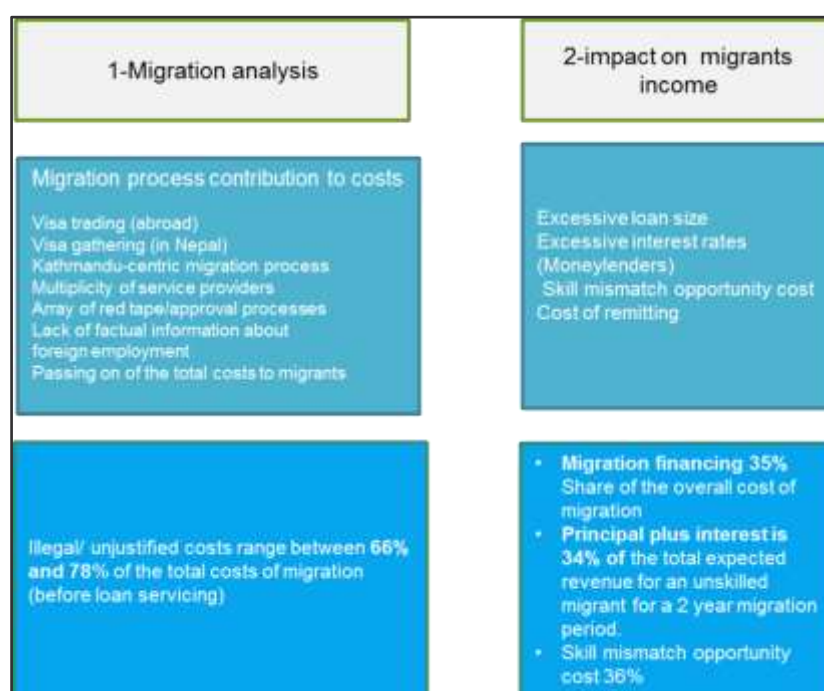 1-Migration analysis
Migration process contribution to costs
Visa trading (abroad)
Visa gathering (in Nepal)
Kathmandu-centric migration process
Multiplicity of service providers
Array of red tape/approval processes
Lack of factual information about
foreign employment
Passing on of the total costs to migrants
Illegal/ unjustified costs range between 66%
and 78% of the total costs of migration
(before loan servicing)
2-impact on migrants
income
Excessive loan size
Excessive interest rates
(Moneylenders)
Skill mismatch opportunity cost
Cost of remitting
• Migration financing 35%
Share of the overall cost of
migration
• Principal plus interest is
34% of the total expected
revenue for an unskilled
migrant for a 2 year migration
period.
• Skill mismatch opportunity
cost 36%